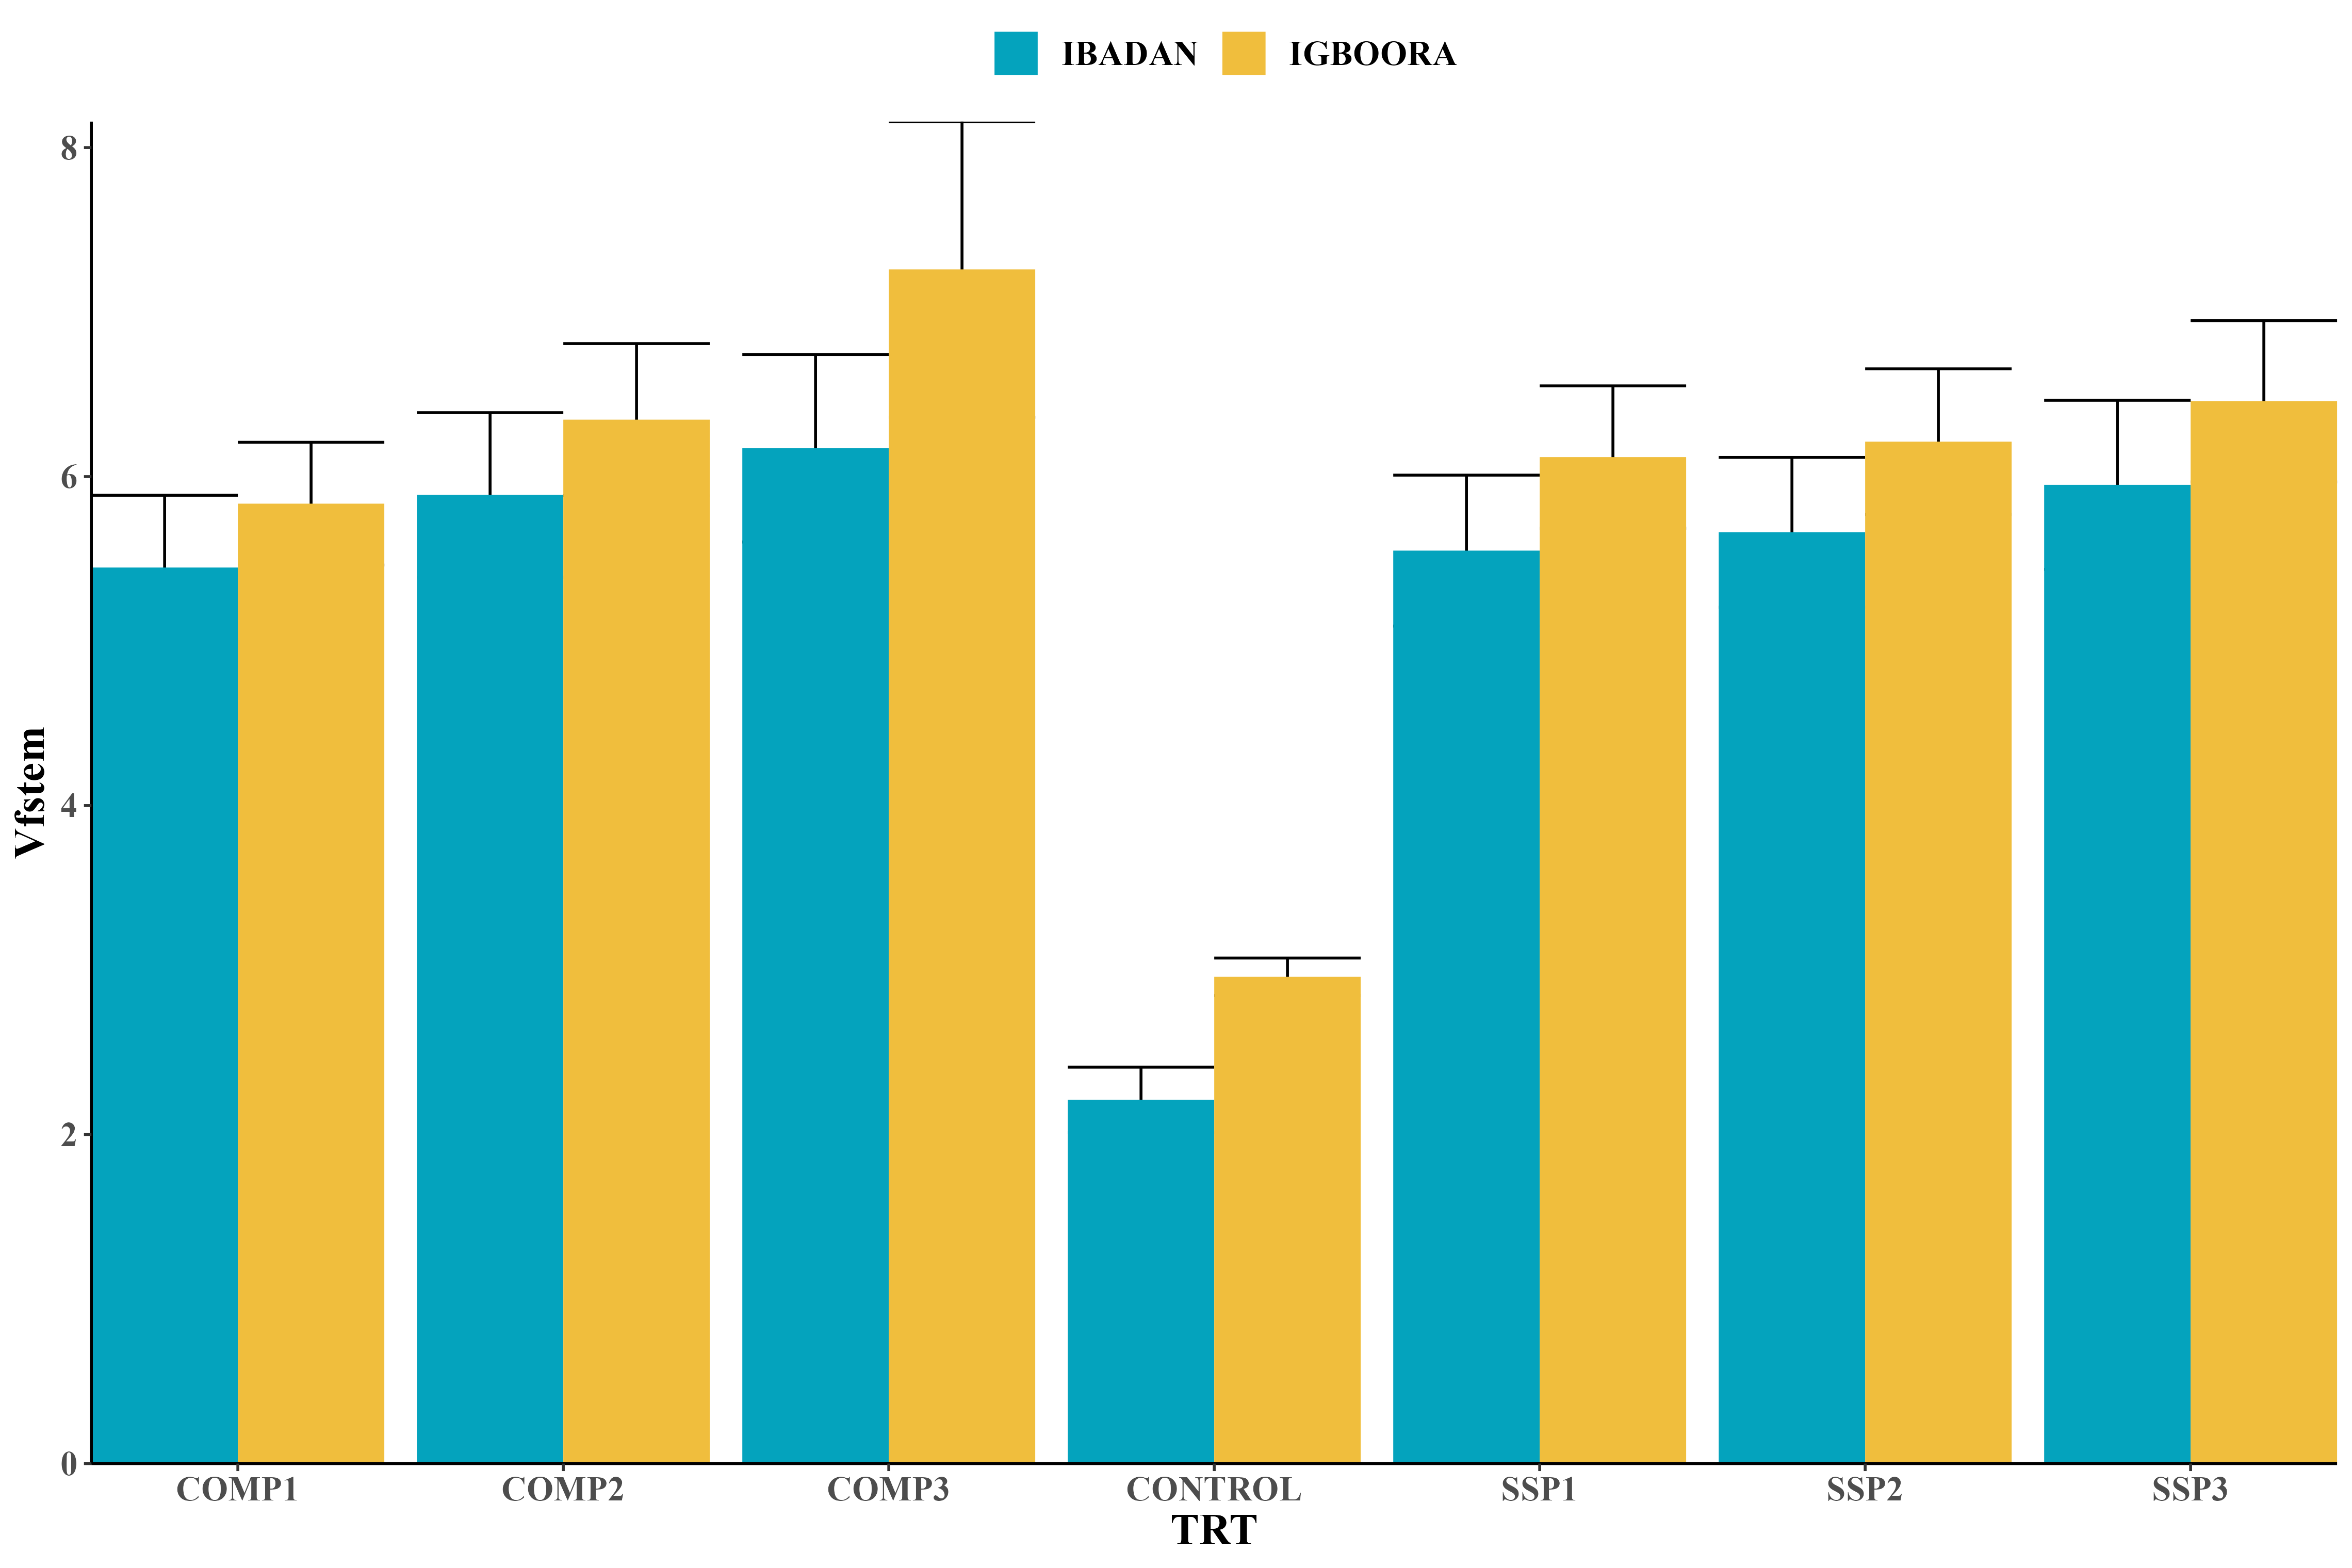 IBADAN IGBOORA
8
6
4
2
0
Vfstem
COMP1 COMP2 COMP3 CONTROL SSP1 SSP2 SSP3
TRT